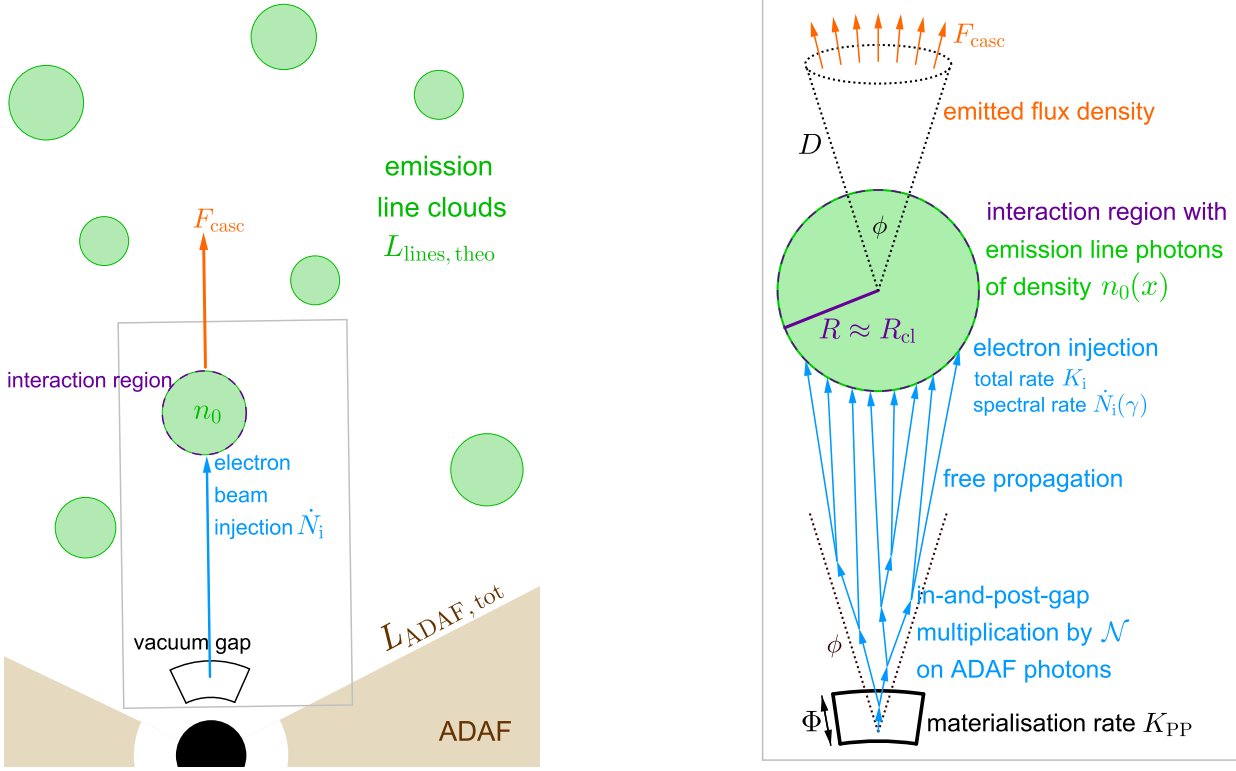 emission
line clouds
L_lines, theo
F_casc
interaction region
n_0
electron
beam
injection Ṅ_i
vacuum gap
L_ADAF, tot
ADAF
F_casc
emitted flux density
D
ϕ
interaction region with
emission line photons
of density n_0(x)
R ≈ R_cl
electron injection
total rate K_i
spectral rate Ṅ_i(γ)
free propagation
in-and-post-gap
multiplication by 𝒩
on ADAF photons
ϕ
Φ
materialisation rate K_PP